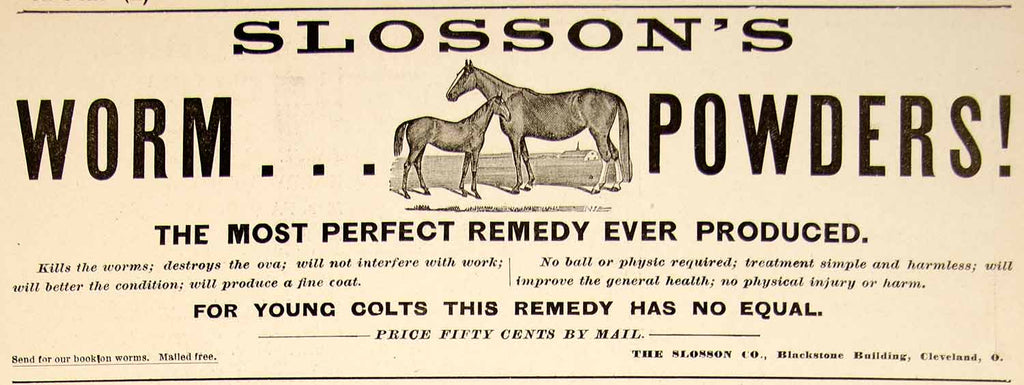 SLOSSON'S
WORM... POWDERS!
THE MOST PERFECT REMEDY EVER PRODUCED.
Kills the worms; destroys the ova; will not interfere with work;
will better the condition; will produce a fine coat.
No ball or physic required; treatment simple and harmless; will
improve the general health; no physical injury or harm.
FOR YOUNG COLTS THIS REMEDY HAS NO EQUAL.
PRICE FIFTY CENTS BY MAIL.
Send for our book on worms. Mailed free.
THE SLOSSON CO., Blackstone Building, Cleveland, O.